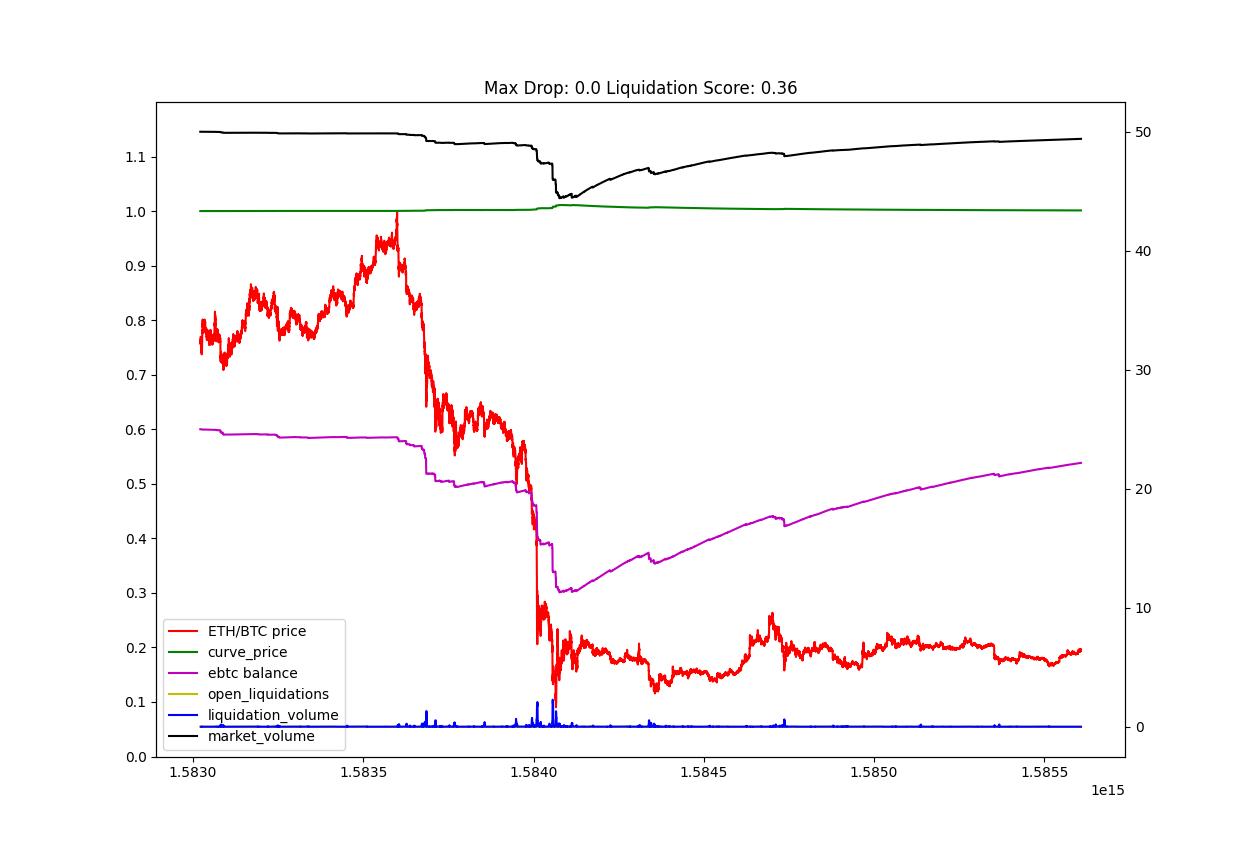 Max Drop: 0.0 Liquidation Score: 0.36
1.1
1.0
0.9
0.8
0.7
0.6
0.5
0.4
0.3
0.2
0.1
0.0
50
40
30
20
10
0
ETH/BTC price
curve_price
ebtc balance
open_liquidations
liquidation_volume
market_volume
1.5830 1.5835 1.5840 1.5845 1.5850 1.5855
1e15